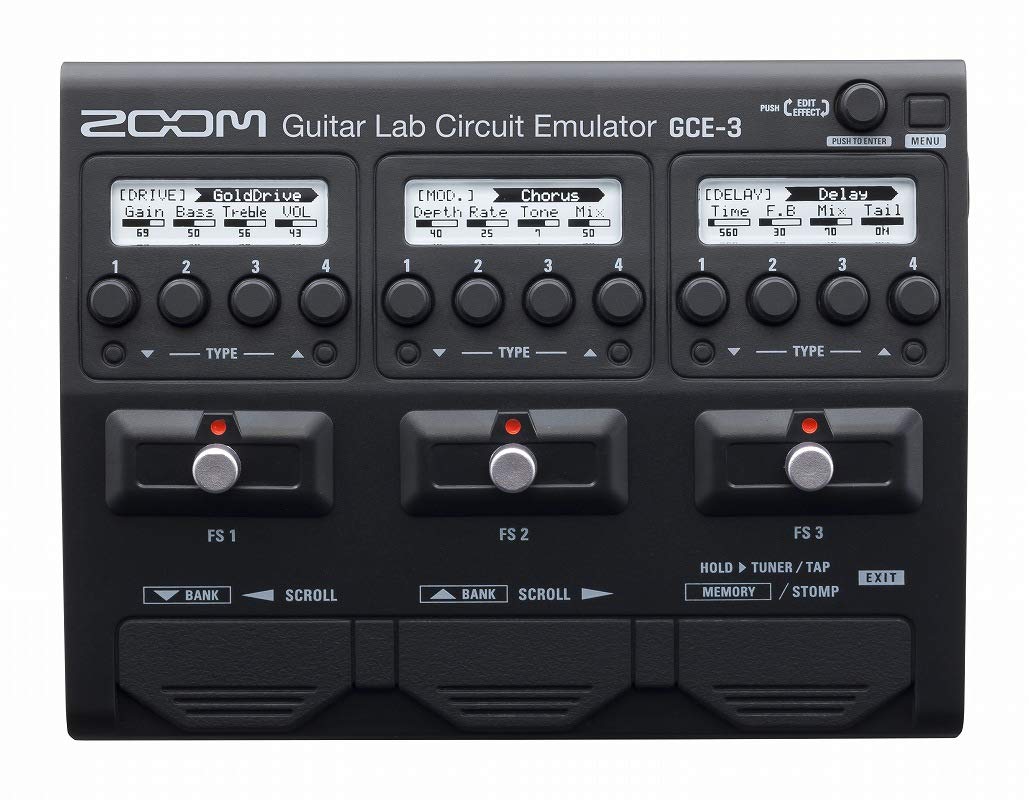 ZOOM Guitar Lab Circuit Emulator GCE-3
PUSH EDIT EFFECT
PUSH TO ENTER MENU
[DRIVE] GoldDrive
Gain Bass Treble VOL
69 50 56 43
[MOD.] Chorus
Depth Rate Tone Mix
40 25 7 50
[DELAY] Delay
Time F.B Mix Tail
560 30 70 ON
1 2 3 4
1 2 3 4
1 2 3 4
▼ TYPE ▲
▼ TYPE ▲
▼ TYPE ▲
FS 1
FS 2
FS 3
HOLD ▶ TUNER / TAP
▼ BANK ◀ SCROLL
▲ BANK SCROLL ▶
MEMORY / STOMP
EXIT